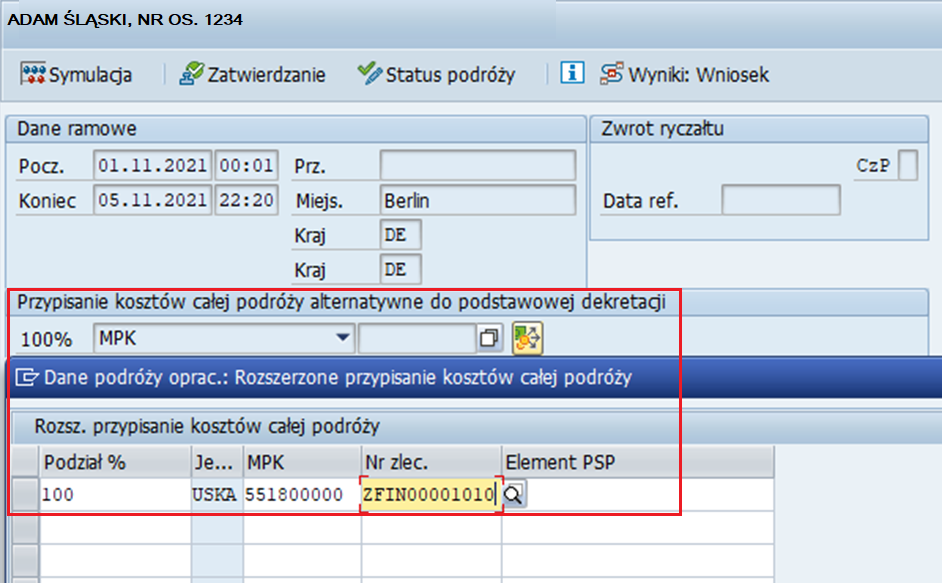 ADAM ŚLĄSKI, NR OS. 1234
Symulacja Zatwierdzanie Status podróży Wyniki: Wniosek
Dane ramowe Zwrot ryczałtu
Pocz. 01.11.2021 00:01 Prz. CzP
Koniec 05.11.2021 22:20 Miejs. Berlin Data ref.
Kraj DE
Kraj DE
Przypisanie kosztów całej podróży alternatywne do podstawowej dekretacji
100% MPK
Dane podróży oprac.: Rozszerzone przypisanie kosztów całej podróży
Rozsz. przypisanie kosztów całej podróży
Podział % Je... MPK Nr zlec. Element PSP
100 USKA 551800000 ZFIN00001010